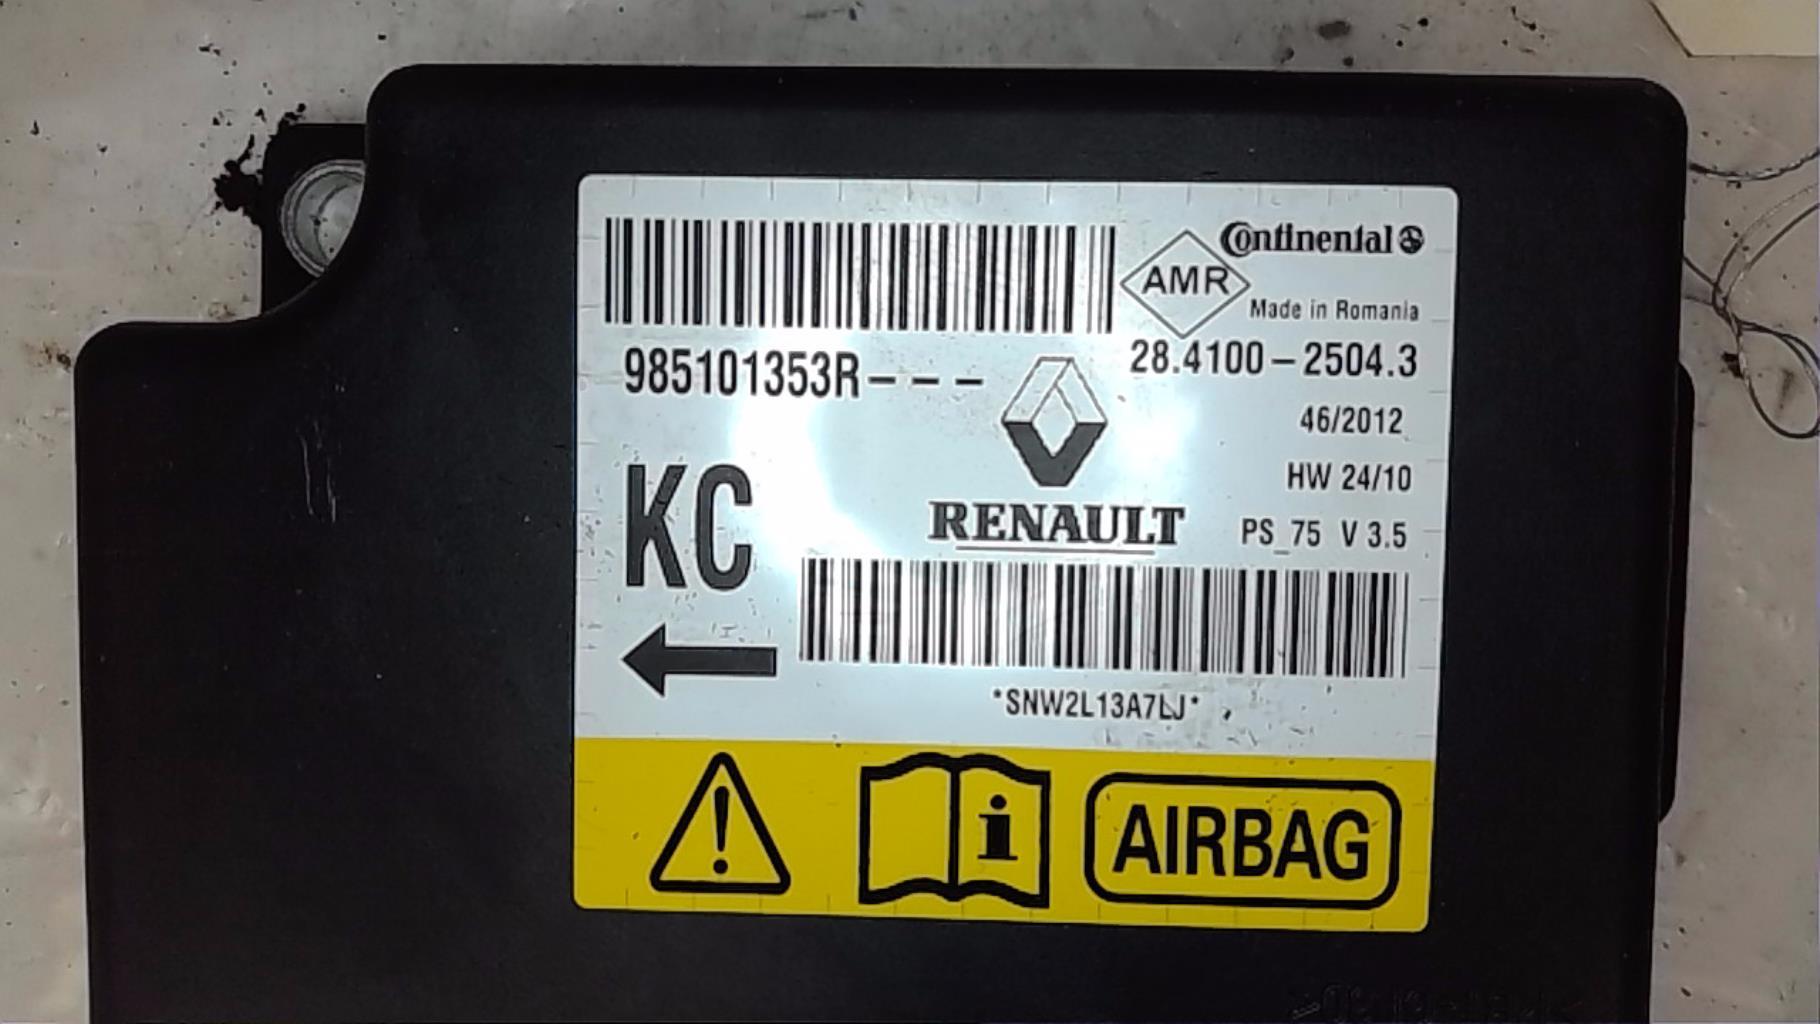 Continental
AMR
Made in Romania
985101353R---
28.4100-2504.3
46/2012
KC
HW 24/10
RENAULT
PS_75 V 3.5
*SNW2L13A7LJ*
i
AIRBAG